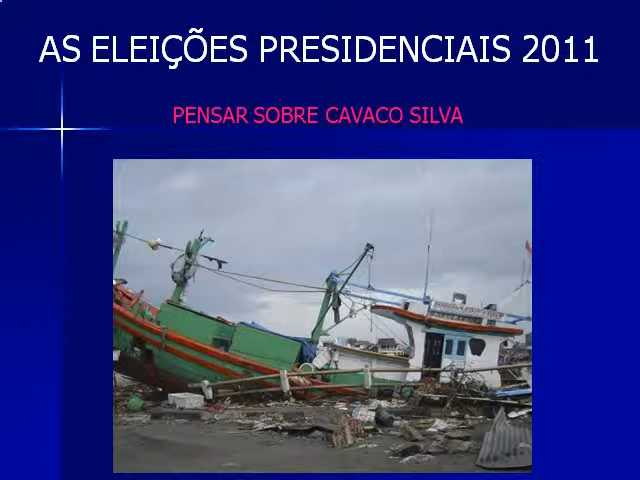 AS ELEIÇÕES PRESIDENCIAIS 2011
PENSAR SOBRE CAVACO SILVA